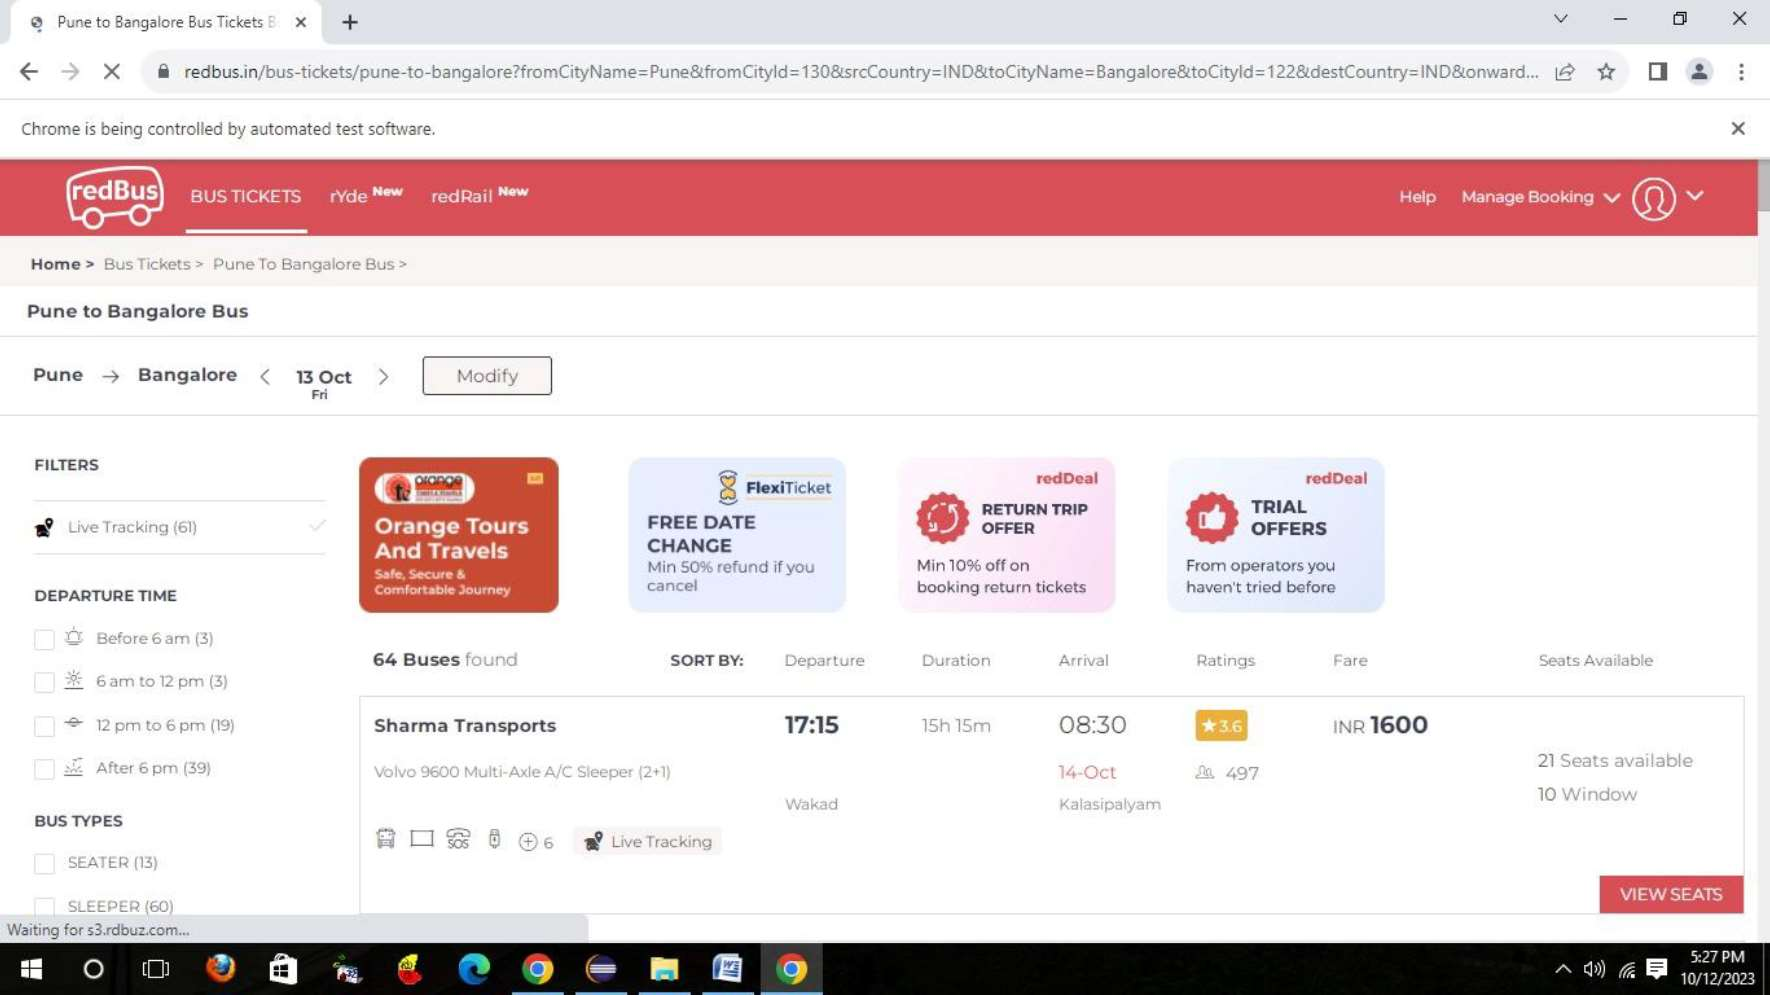 Pune to Bangalore Bus Tickets B
redbus.in/bus-tickets/pune-to-bangalore?fromCityName=Pune&fromCityId=130&srcCountry=IND&toCityName=Bangalore&toCityId=122&destCountry=IND&onward...
Chrome is being controlled by automated test software.
redBus BUS TICKETS rYde New redRail New Help Manage Booking
Home > Bus Tickets > Pune To Bangalore Bus >
Pune to Bangalore Bus
Pune → Bangalore < 13 Oct > Modify
Fri
FILTERS
Live Tracking (61)
DEPARTURE TIME
Before 6 am (3)
6 am to 12 pm (3)
12 pm to 6 pm (19)
After 6 pm (39)
BUS TYPES
SEATER (13)
SLEEPER (60)
orange
Orange Tours
And Travels
Safe, Secure &
Comfortable Journey
FlexiTicket
FREE DATE
CHANGE
Min 50% refund if you
cancel
redDeal
RETURN TRIP
OFFER
Min 10% off on
booking return tickets
redDeal
TRIAL
OFFERS
From operators you
haven't tried before
64 Buses found SORT BY: Departure Duration Arrival Ratings Fare Seats Available
Sharma Transports 17:15 15h 15m 08:30 ★3.6 INR 1600
21 Seats available
Volvo 9600 Multi-Axle A/C Sleeper (2+1) 14-Oct 497
10 Window
Wakad Kalasipalyam
SOS 6 Live Tracking
VIEW SEATS
Waiting for s3.rdbuz.com...
5:27 PM
10/12/2023